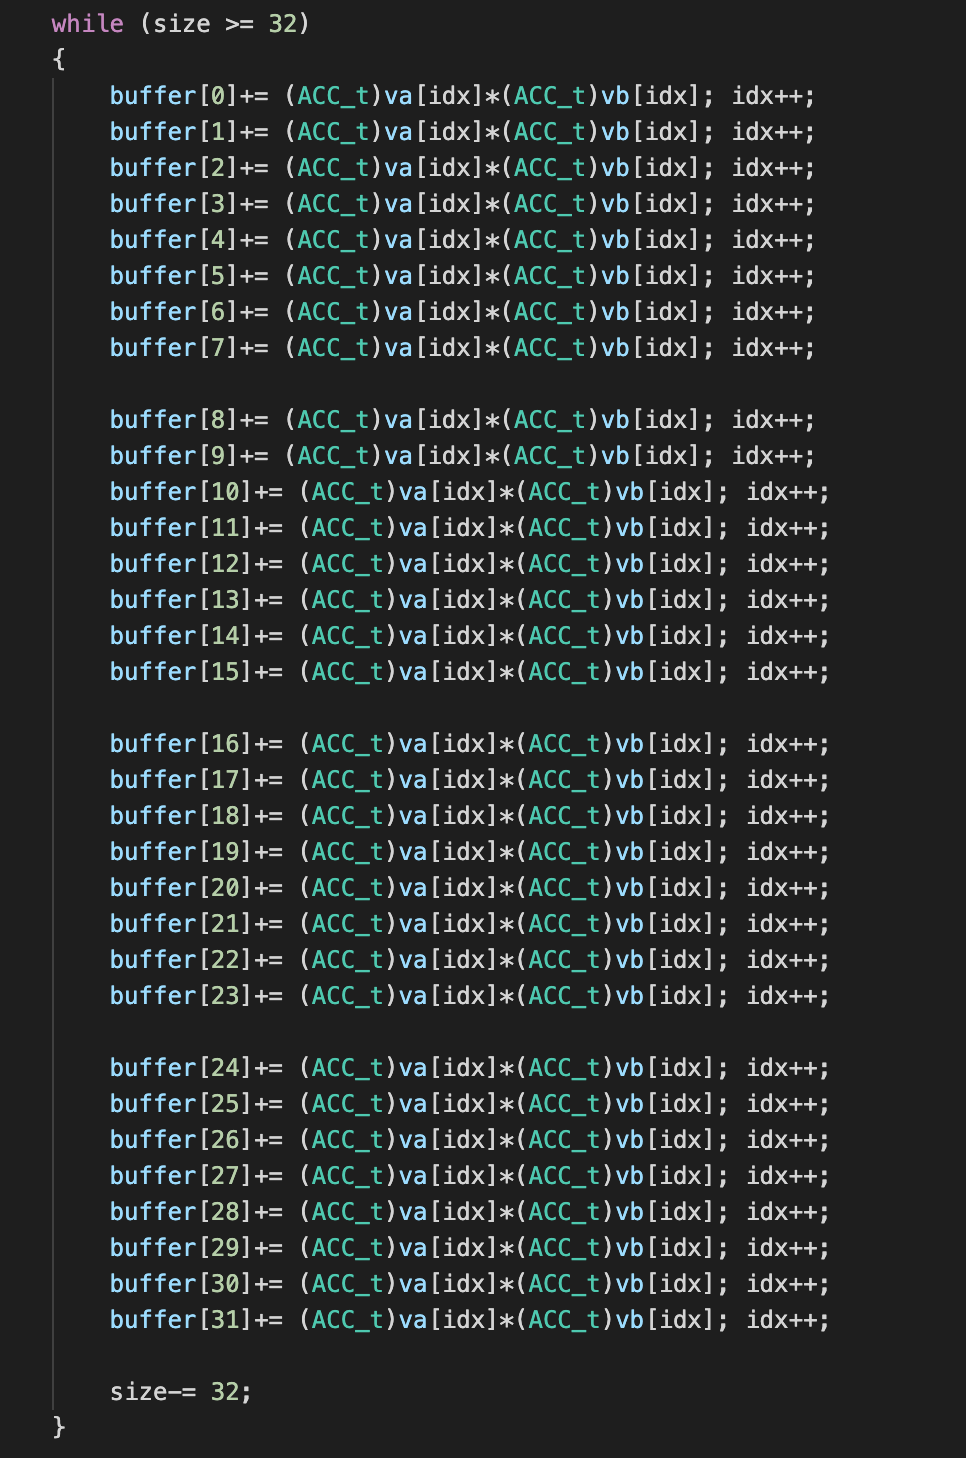 while (size >= 32)
{
buffer[0]+= (ACC_t)va[idx]*(ACC_t)vb[idx]; idx++;
buffer[1]+= (ACC_t)va[idx]*(ACC_t)vb[idx]; idx++;
buffer[2]+= (ACC_t)va[idx]*(ACC_t)vb[idx]; idx++;
buffer[3]+= (ACC_t)va[idx]*(ACC_t)vb[idx]; idx++;
buffer[4]+= (ACC_t)va[idx]*(ACC_t)vb[idx]; idx++;
buffer[5]+= (ACC_t)va[idx]*(ACC_t)vb[idx]; idx++;
buffer[6]+= (ACC_t)va[idx]*(ACC_t)vb[idx]; idx++;
buffer[7]+= (ACC_t)va[idx]*(ACC_t)vb[idx]; idx++;

buffer[8]+= (ACC_t)va[idx]*(ACC_t)vb[idx]; idx++;
buffer[9]+= (ACC_t)va[idx]*(ACC_t)vb[idx]; idx++;
buffer[10]+= (ACC_t)va[idx]*(ACC_t)vb[idx]; idx++;
buffer[11]+= (ACC_t)va[idx]*(ACC_t)vb[idx]; idx++;
buffer[12]+= (ACC_t)va[idx]*(ACC_t)vb[idx]; idx++;
buffer[13]+= (ACC_t)va[idx]*(ACC_t)vb[idx]; idx++;
buffer[14]+= (ACC_t)va[idx]*(ACC_t)vb[idx]; idx++;
buffer[15]+= (ACC_t)va[idx]*(ACC_t)vb[idx]; idx++;

buffer[16]+= (ACC_t)va[idx]*(ACC_t)vb[idx]; idx++;
buffer[17]+= (ACC_t)va[idx]*(ACC_t)vb[idx]; idx++;
buffer[18]+= (ACC_t)va[idx]*(ACC_t)vb[idx]; idx++;
buffer[19]+= (ACC_t)va[idx]*(ACC_t)vb[idx]; idx++;
buffer[20]+= (ACC_t)va[idx]*(ACC_t)vb[idx]; idx++;
buffer[21]+= (ACC_t)va[idx]*(ACC_t)vb[idx]; idx++;
buffer[22]+= (ACC_t)va[idx]*(ACC_t)vb[idx]; idx++;
buffer[23]+= (ACC_t)va[idx]*(ACC_t)vb[idx]; idx++;

buffer[24]+= (ACC_t)va[idx]*(ACC_t)vb[idx]; idx++;
buffer[25]+= (ACC_t)va[idx]*(ACC_t)vb[idx]; idx++;
buffer[26]+= (ACC_t)va[idx]*(ACC_t)vb[idx]; idx++;
buffer[27]+= (ACC_t)va[idx]*(ACC_t)vb[idx]; idx++;
buffer[28]+= (ACC_t)va[idx]*(ACC_t)vb[idx]; idx++;
buffer[29]+= (ACC_t)va[idx]*(ACC_t)vb[idx]; idx++;
buffer[30]+= (ACC_t)va[idx]*(ACC_t)vb[idx]; idx++;
buffer[31]+= (ACC_t)va[idx]*(ACC_t)vb[idx]; idx++;

size-= 32;
}